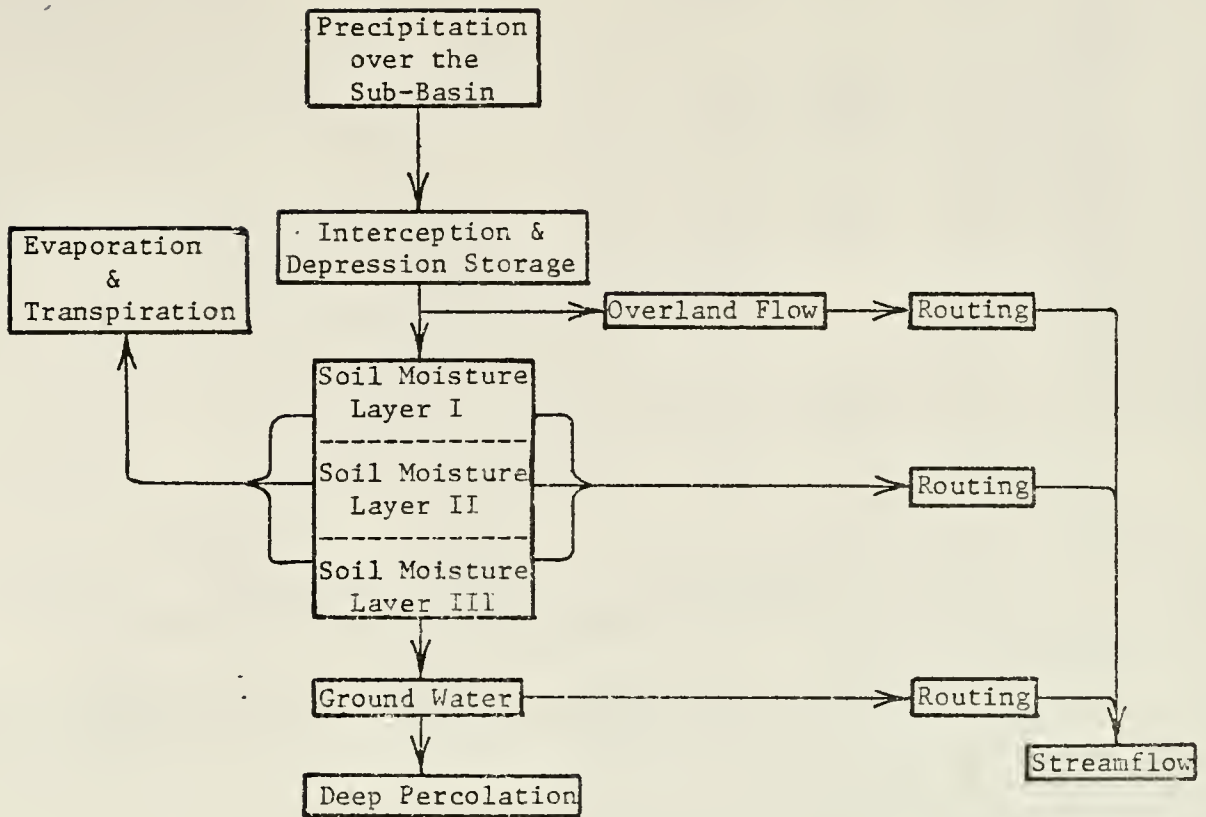 Precipitation
over the
Sub-Basin
Interception &
Depression Storage
Evaporation
&
Transpiration
Overland Flow
Routing
Soil Moisture
Layer I
Soil Moisture
Layer II
Routing
Soil Moisture
Layer III
Ground Water
Routing
Streamflow
Deep Percolation